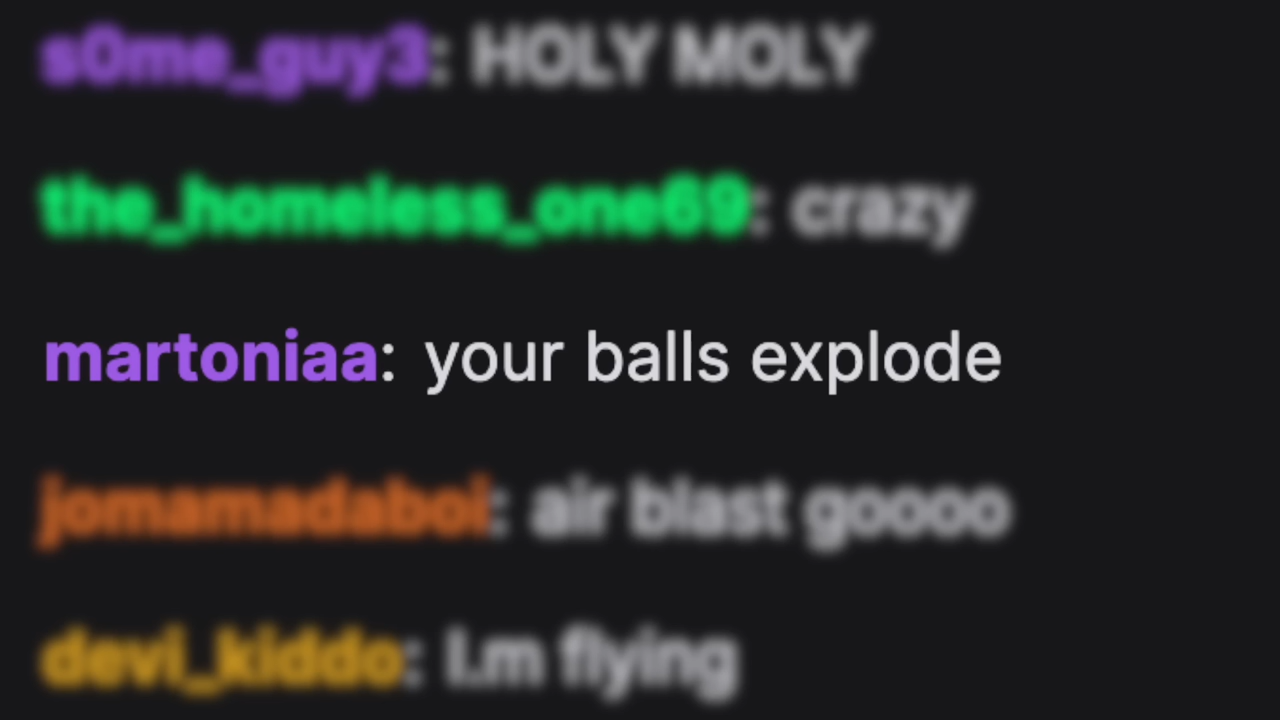 s0me_guy3: HOLY MOLY
the_homeless_one69: crazy
martoniaa: your balls explode
jomamadaboi: air blast goooo
devi_kiddo: I.m flying